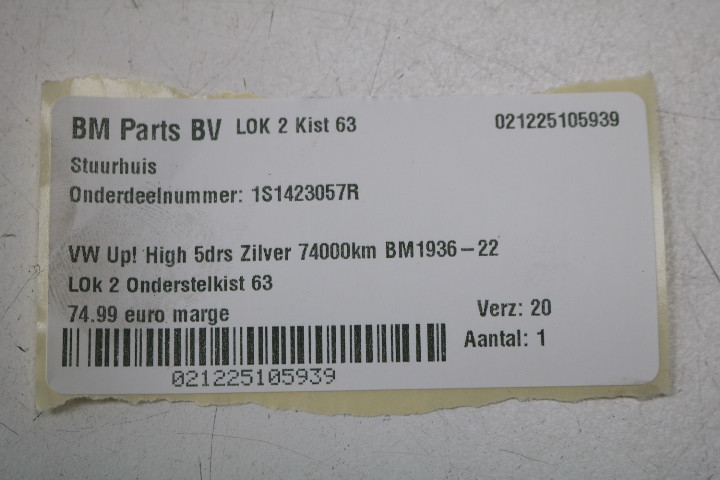 BM Parts BV LOK 2 Kist 63 021225105939
Stuurhuis
Onderdeelnummer: 1S1423057R
VW Up! High 5drs Zilver 74000km BM1936-22
LOk 2 Onderstelkist 63
74.99 euro marge Verz: 20
Aantal: 1
021225105939